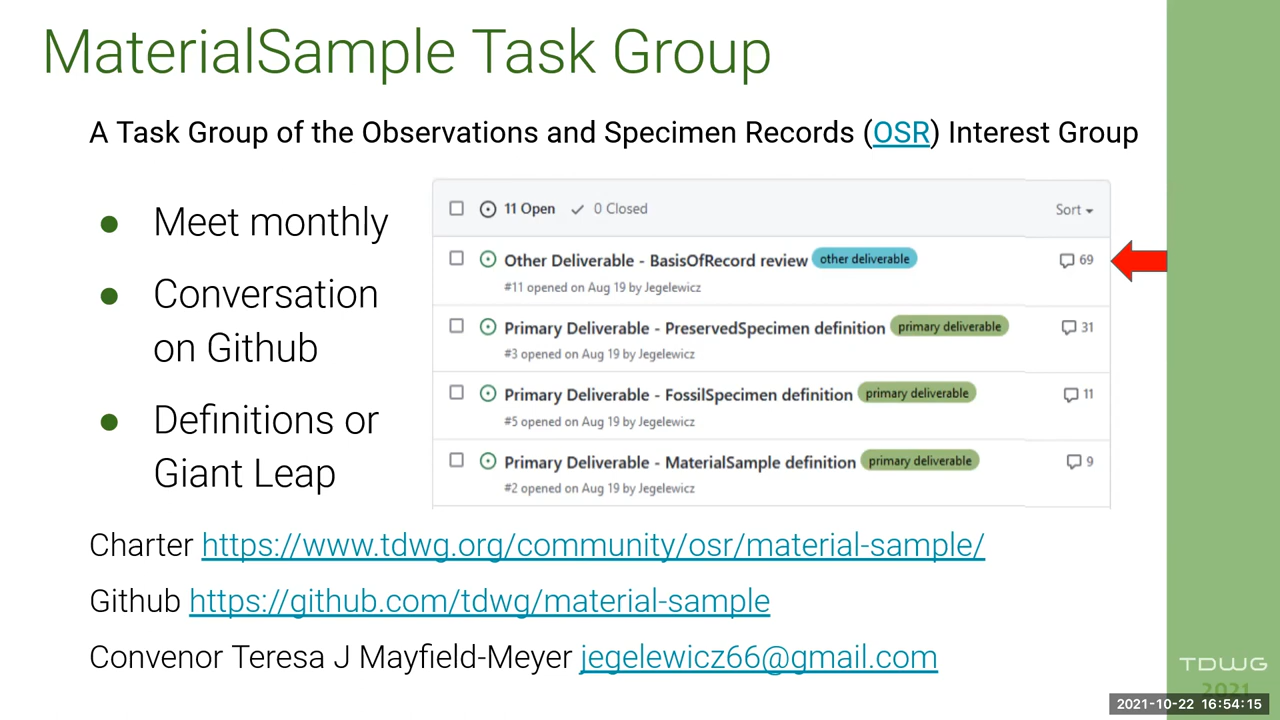 MaterialSample Task Group
A Task Group of the Observations and Specimen Records (OSR) Interest Group
● Meet monthly
● Conversation
on Github
● Definitions or
Giant Leap
11 Open 0 Closed Sort
Other Deliverable - BasisOfRecord review other deliverable 69
#11 opened on Aug 19 by Jegelewicz
Primary Deliverable - PreservedSpecimen definition primary deliverable 31
#3 opened on Aug 19 by Jegelewicz
Primary Deliverable - FossilSpecimen definition primary deliverable 11
#5 opened on Aug 19 by Jegelewicz
Primary Deliverable - MaterialSample definition primary deliverable 9
#2 opened on Aug 19 by Jegelewicz
Charter https://www.tdwg.org/community/osr/material-sample/
Github https://github.com/tdwg/material-sample
Convenor Teresa J Mayfield-Meyer jegelewicz66@gmail.com
TDWG
2021
2021-10-22 16:54:15